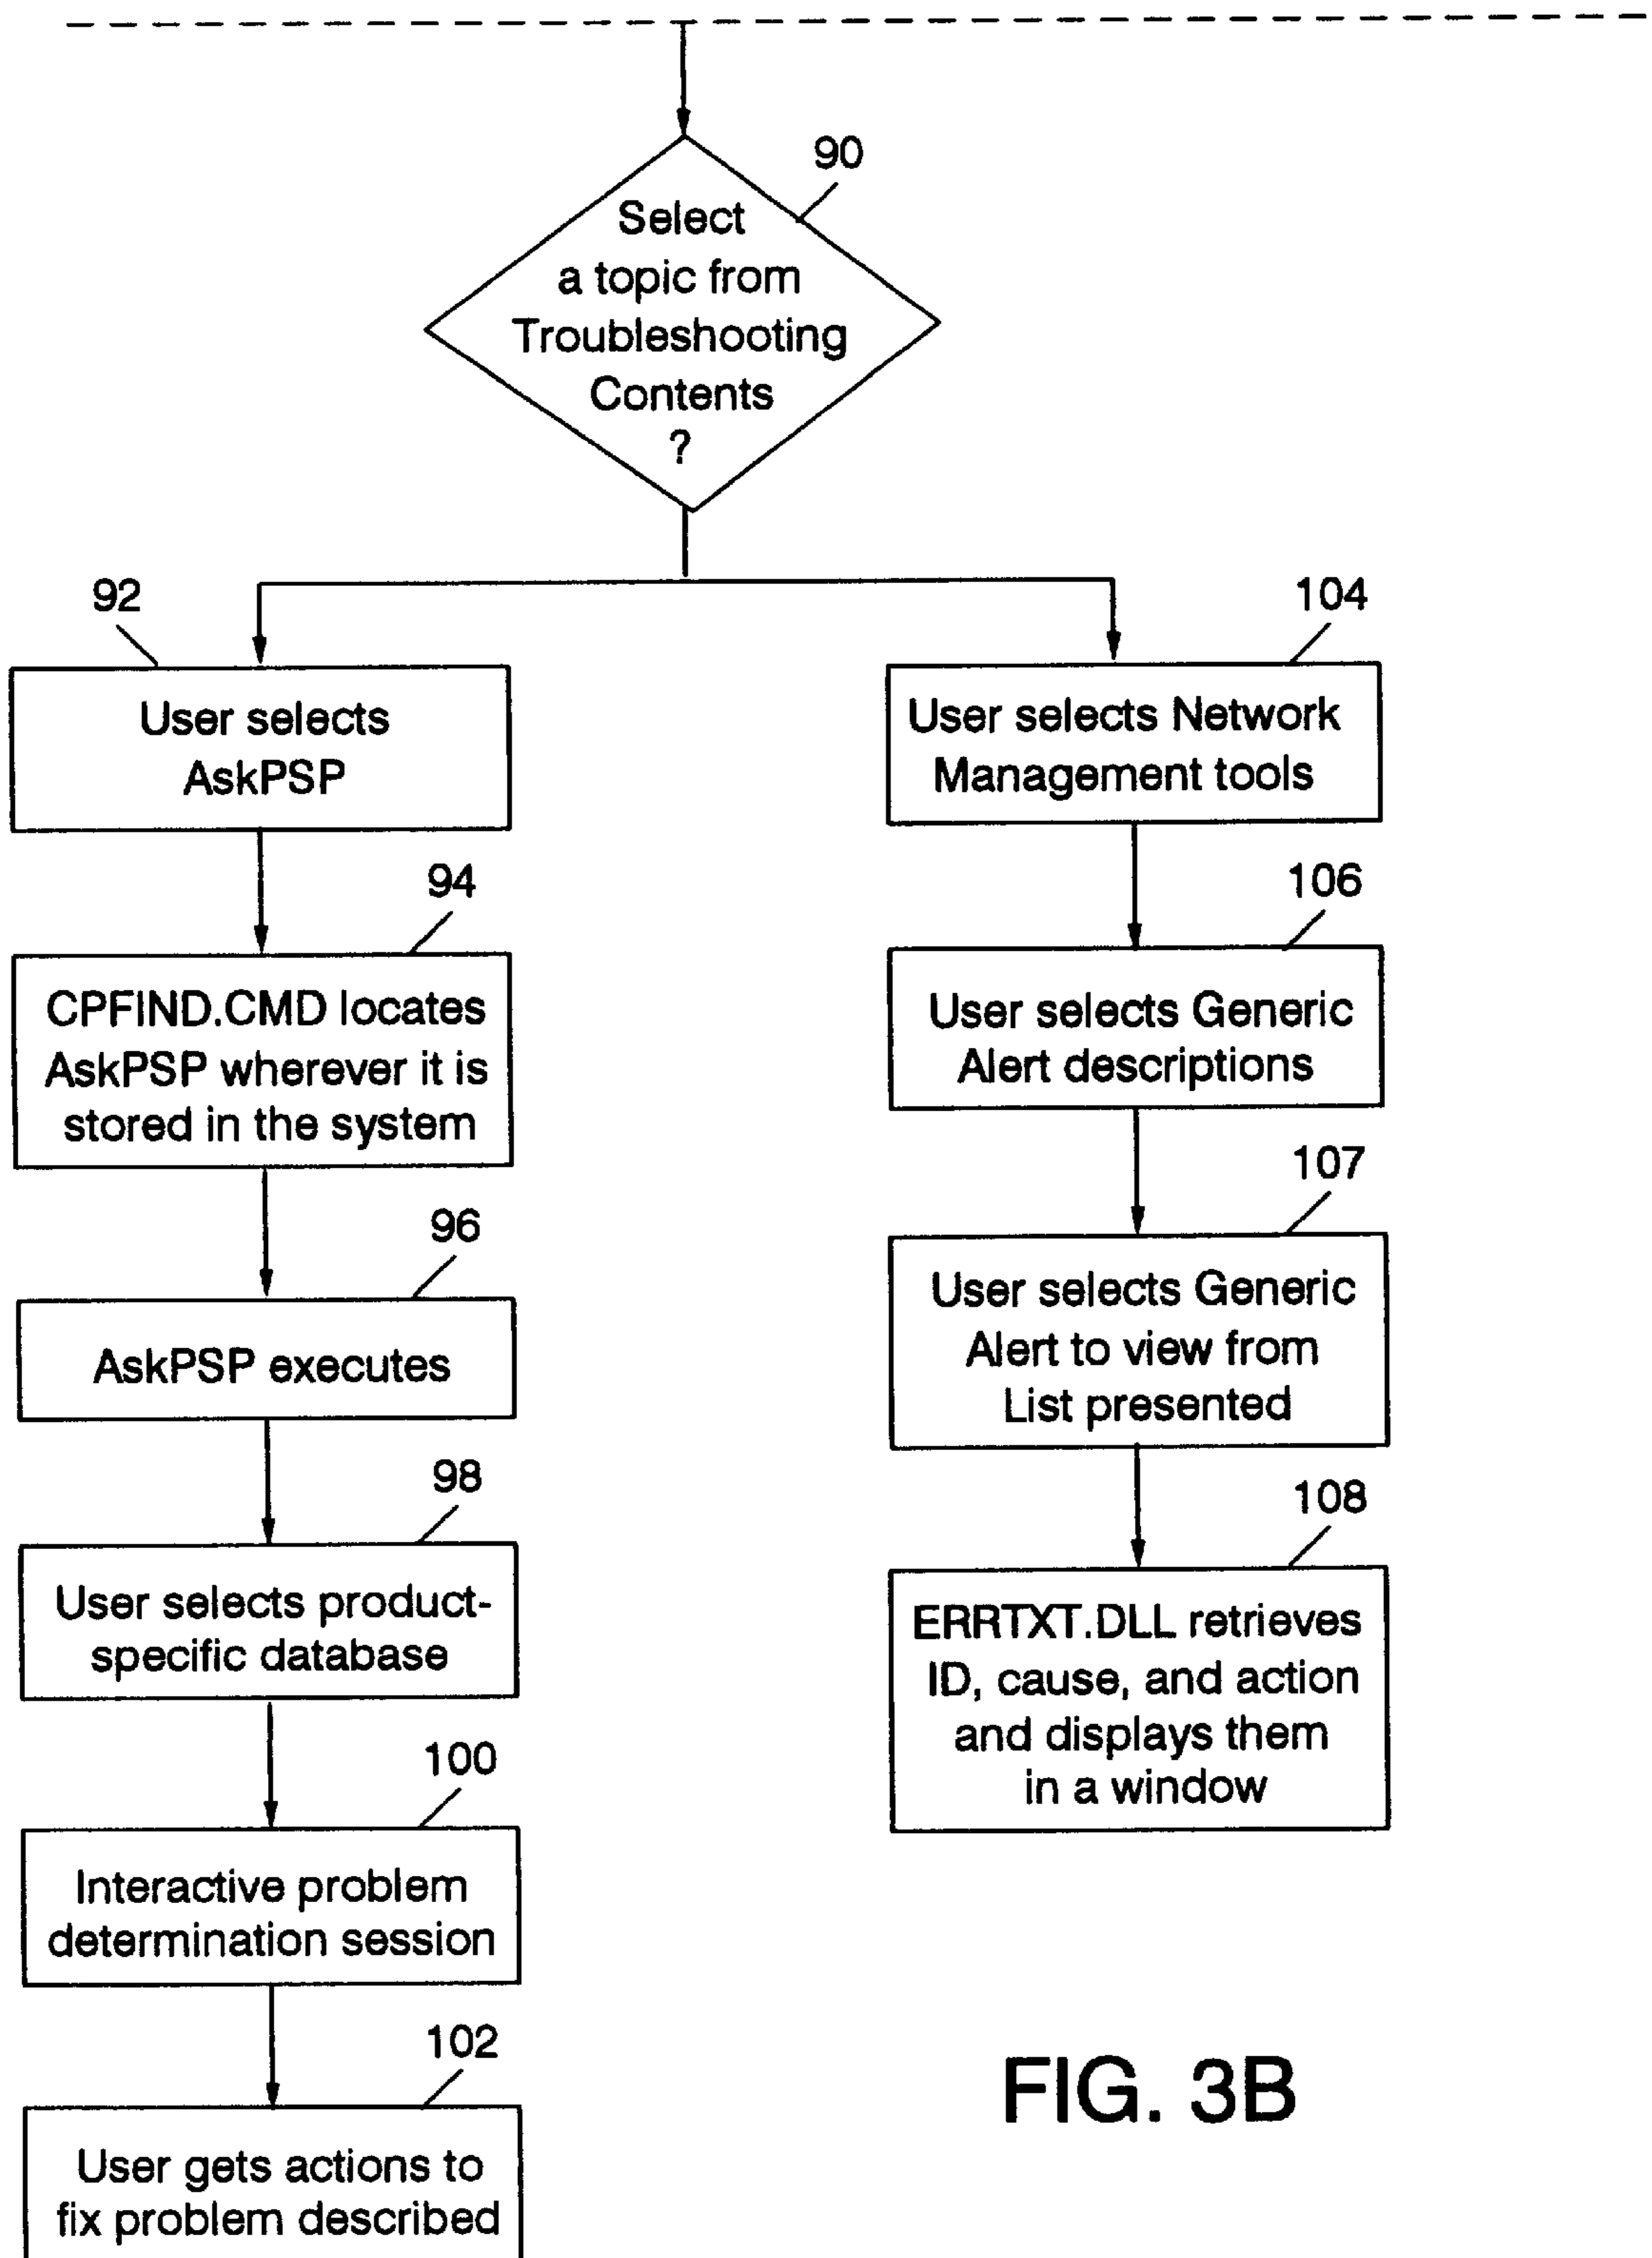 90
Select
a topic from
Troubleshooting
Contents
?
92
User selects
AskPSP
94
CPFIND.CMD locates
AskPSP wherever it is
stored in the system
96
AskPSP executes
98
User selects product-
specific database
100
Interactive problem
determination session
102
User gets actions to
fix problem described
104
User selects Network
Management tools
106
User selects Generic
Alert descriptions
107
User selects Generic
Alert to view from
List presented
108
ERRTXT.DLL retrieves
ID, cause, and action
and displays them
in a window
FIG. 3B